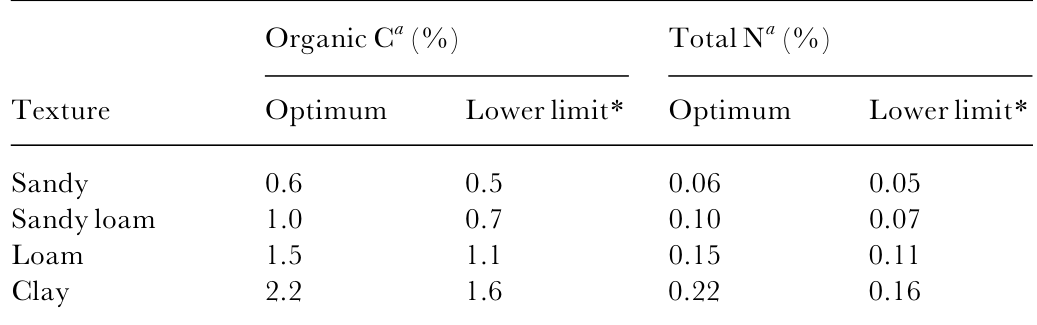 Organic Cᵃ (%) Total Nᵃ (%)
Texture Optimum Lower limit* Optimum Lower limit*
Sandy 0.6 0.5 0.06 0.05
Sandy loam 1.0 0.7 0.10 0.07
Loam 1.5 1.1 0.15 0.11
Clay 2.2 1.6 0.22 0.16